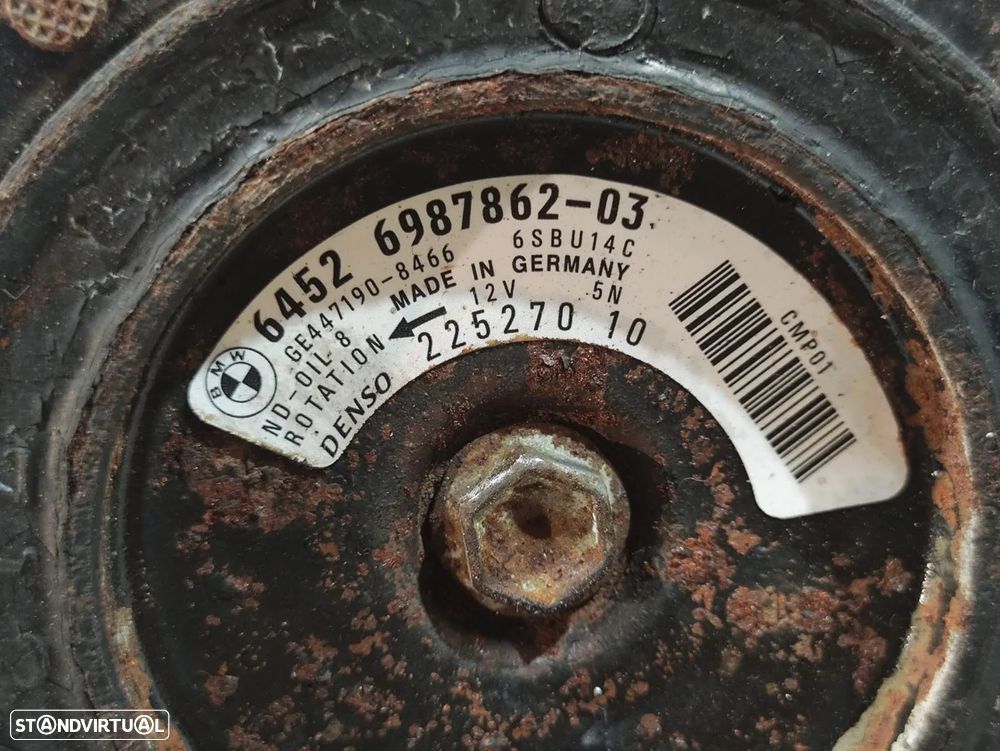 6452 6987862-03
GE447190-8466 6SBU14C
ND-OIL 8 MADE IN GERMANY
ROTATION 12V 5N
DENSO 225270 10
BMW
CMP01
STANDVIRTUAL